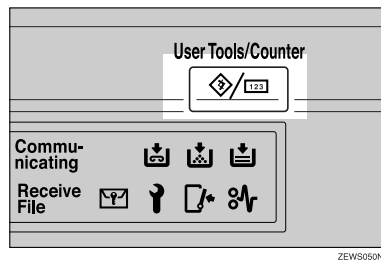 User Tools/Counter
123
Commu-
nicating
Receive
File
ZEWS050N